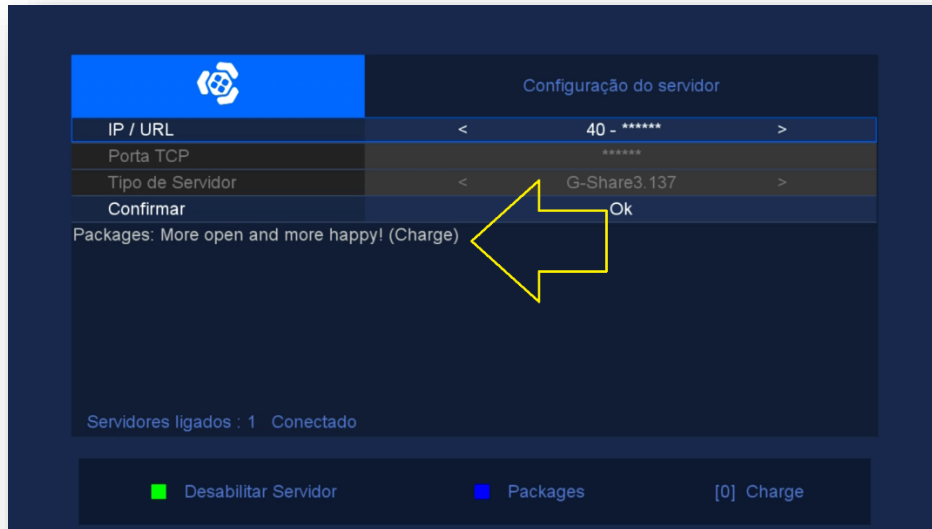 Configuração do servidor
IP / URL < 40 - ****** >
Porta TCP ******
Tipo de Servidor < G-Share3.137 >
Confirmar Ok
Packages: More open and more happy! (Charge)
Servidores ligados : 1 Conectado
Desabilitar Servidor Packages [0] Charge